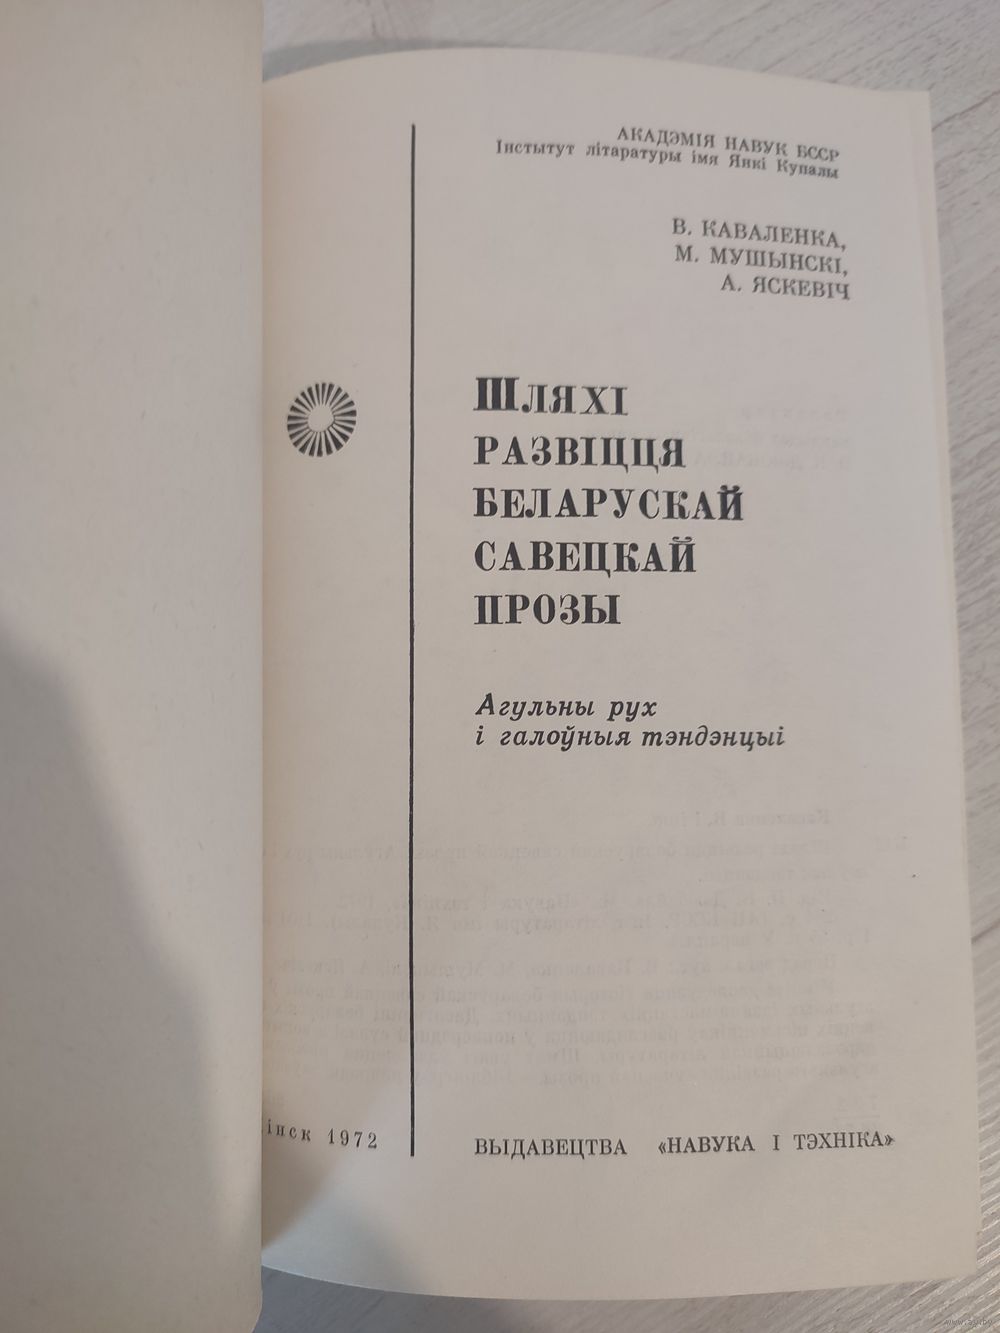 АКАДЭМІЯ НАВУК БССР
Інстытут літаратуры імя Янкі Купалы
В. КАВАЛЕНКА,
М. МУШЫНСКІ,
А. ЯСКЕВІЧ
ШЛЯХІ
РАЗВІЦЦЯ
БЕЛАРУСКАЙ
САВЕЦКАЙ
ПРОЗЫ
Агульны рух
і галоўныя тэндэнцыі
інск 1972
ВЫДАВЕЦТВА «НАВУКА І ТЭХНІКА»